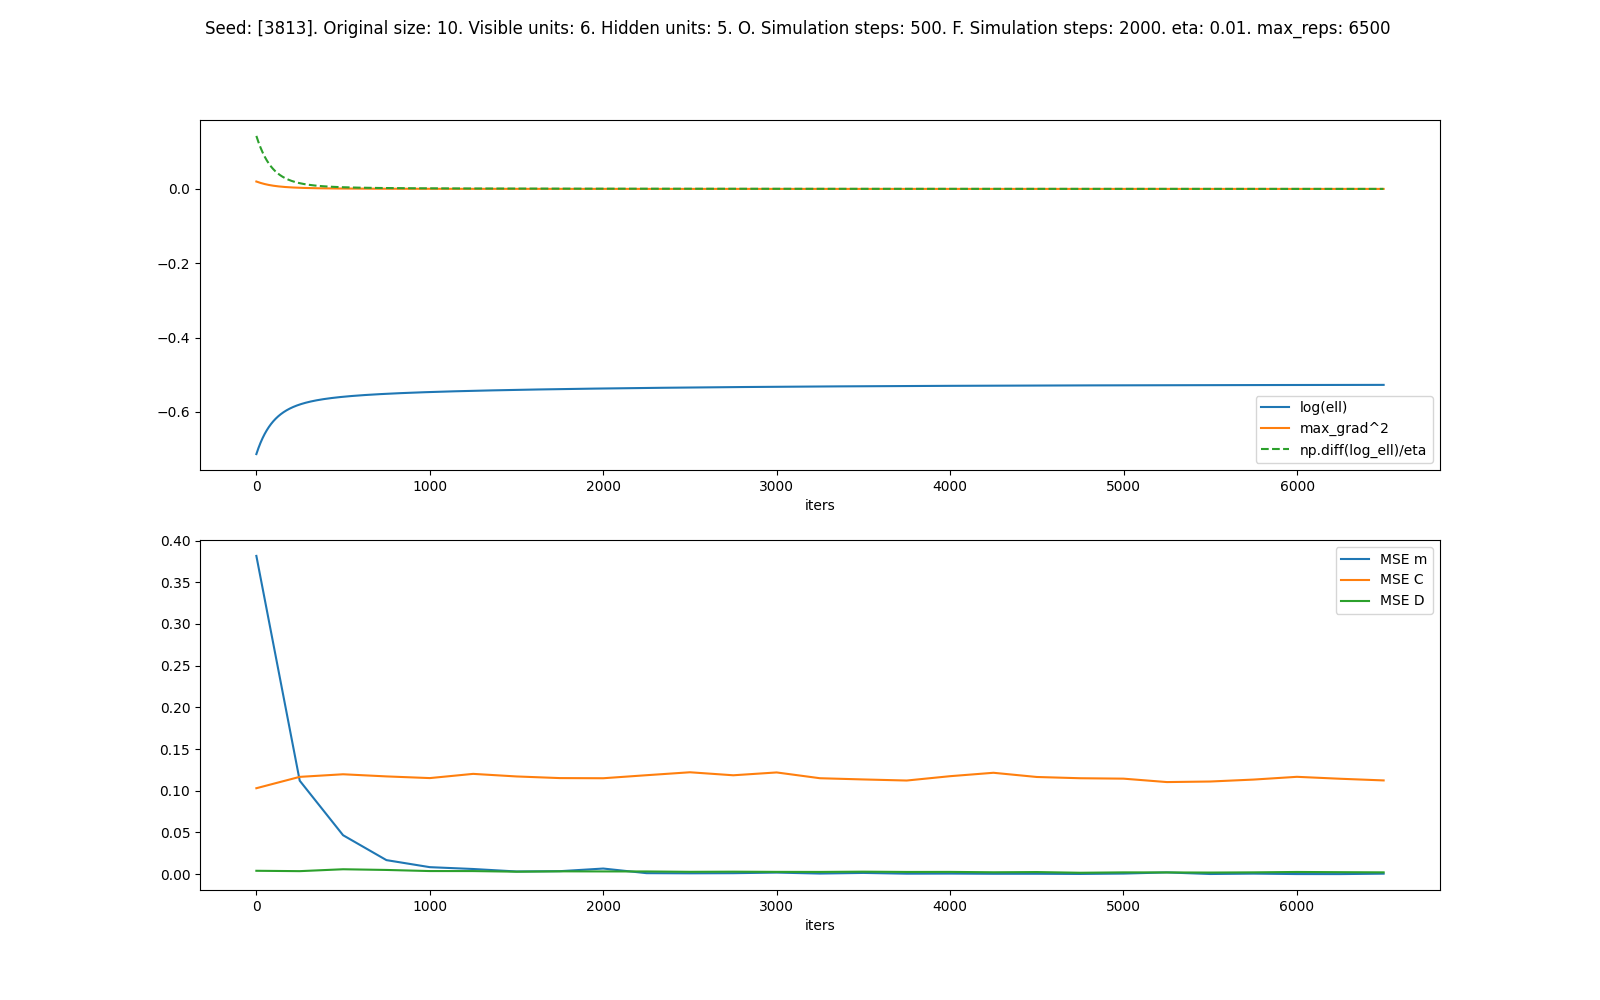 Seed: [3813]. Original size: 10. Visible units: 6. Hidden units: 5. O. Simulation steps: 500. F. Simulation steps: 2000. eta: 0.01. max_reps: 6500
0.0
−0.2
−0.4
−0.6
log(ell)
max_grad^2
np.diff(log_ell)/eta
0 1000 2000 3000 4000 5000 6000
iters
0.40
0.35
0.30
0.25
0.20
0.15
0.10
0.05
0.00
MSE m
MSE C
MSE D
0 1000 2000 3000 4000 5000 6000
iters